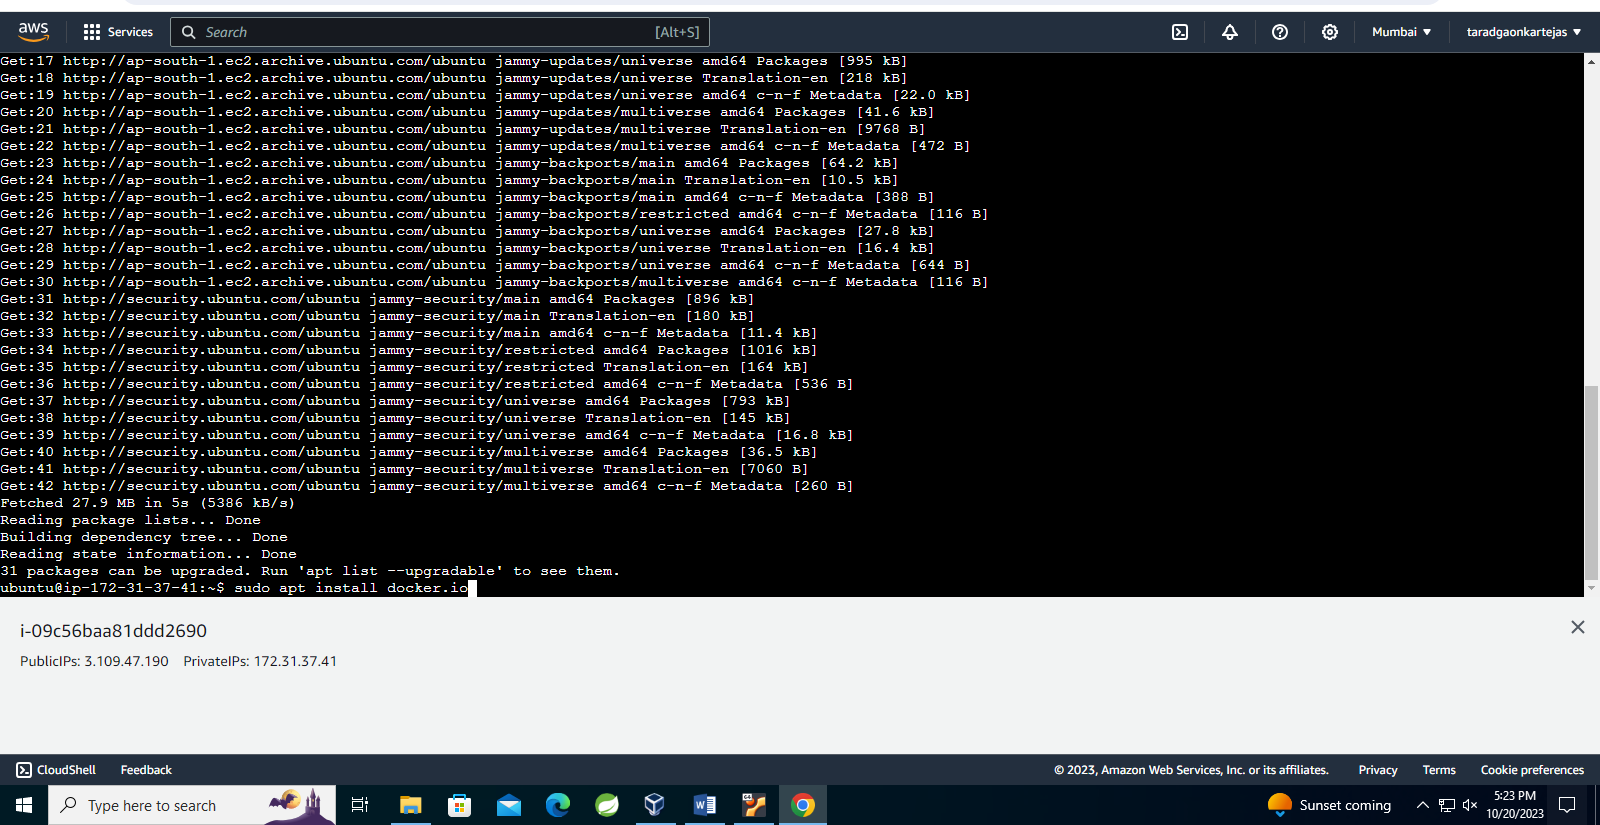 aws
Services
Search [Alt+S]
Mumbai ▼
taradgaonkartejas ▼
Get:17 http://ap-south-1.ec2.archive.ubuntu.com/ubuntu jammy-updates/universe amd64 Packages [995 kB]
Get:18 http://ap-south-1.ec2.archive.ubuntu.com/ubuntu jammy-updates/universe Translation-en [218 kB]
Get:19 http://ap-south-1.ec2.archive.ubuntu.com/ubuntu jammy-updates/universe amd64 c-n-f Metadata [22.0 kB]
Get:20 http://ap-south-1.ec2.archive.ubuntu.com/ubuntu jammy-updates/multiverse amd64 Packages [41.6 kB]
Get:21 http://ap-south-1.ec2.archive.ubuntu.com/ubuntu jammy-updates/multiverse Translation-en [9768 B]
Get:22 http://ap-south-1.ec2.archive.ubuntu.com/ubuntu jammy-updates/multiverse amd64 c-n-f Metadata [472 B]
Get:23 http://ap-south-1.ec2.archive.ubuntu.com/ubuntu jammy-backports/main amd64 Packages [64.2 kB]
Get:24 http://ap-south-1.ec2.archive.ubuntu.com/ubuntu jammy-backports/main Translation-en [10.5 kB]
Get:25 http://ap-south-1.ec2.archive.ubuntu.com/ubuntu jammy-backports/main amd64 c-n-f Metadata [388 B]
Get:26 http://ap-south-1.ec2.archive.ubuntu.com/ubuntu jammy-backports/restricted amd64 c-n-f Metadata [116 B]
Get:27 http://ap-south-1.ec2.archive.ubuntu.com/ubuntu jammy-backports/universe amd64 Packages [27.8 kB]
Get:28 http://ap-south-1.ec2.archive.ubuntu.com/ubuntu jammy-backports/universe Translation-en [16.4 kB]
Get:29 http://ap-south-1.ec2.archive.ubuntu.com/ubuntu jammy-backports/universe amd64 c-n-f Metadata [644 B]
Get:30 http://ap-south-1.ec2.archive.ubuntu.com/ubuntu jammy-backports/multiverse amd64 c-n-f Metadata [116 B]
Get:31 http://security.ubuntu.com/ubuntu jammy-security/main amd64 Packages [896 kB]
Get:32 http://security.ubuntu.com/ubuntu jammy-security/main Translation-en [180 kB]
Get:33 http://security.ubuntu.com/ubuntu jammy-security/main amd64 c-n-f Metadata [11.4 kB]
Get:34 http://security.ubuntu.com/ubuntu jammy-security/restricted amd64 Packages [1016 kB]
Get:35 http://security.ubuntu.com/ubuntu jammy-security/restricted Translation-en [164 kB]
Get:36 http://security.ubuntu.com/ubuntu jammy-security/restricted amd64 c-n-f Metadata [536 B]
Get:37 http://security.ubuntu.com/ubuntu jammy-security/universe amd64 Packages [793 kB]
Get:38 http://security.ubuntu.com/ubuntu jammy-security/universe Translation-en [145 kB]
Get:39 http://security.ubuntu.com/ubuntu jammy-security/universe amd64 c-n-f Metadata [16.8 kB]
Get:40 http://security.ubuntu.com/ubuntu jammy-security/multiverse amd64 Packages [36.5 kB]
Get:41 http://security.ubuntu.com/ubuntu jammy-security/multiverse Translation-en [7060 B]
Get:42 http://security.ubuntu.com/ubuntu jammy-security/multiverse amd64 c-n-f Metadata [260 B]
Fetched 27.9 MB in 5s (5386 kB/s)
Reading package lists... Done
Building dependency tree... Done
Reading state information... Done
31 packages can be upgraded. Run 'apt list --upgradable' to see them.
ubuntu@ip-172-31-37-41:~$ sudo apt install docker.io
i-09c56baa81ddd2690
PublicIPs: 3.109.47.190 PrivateIPs: 172.31.37.41
CloudShell Feedback
© 2023, Amazon Web Services, Inc. or its affiliates. Privacy Terms Cookie preferences
Type here to search
Sunset coming
5:23 PM
10/20/2023